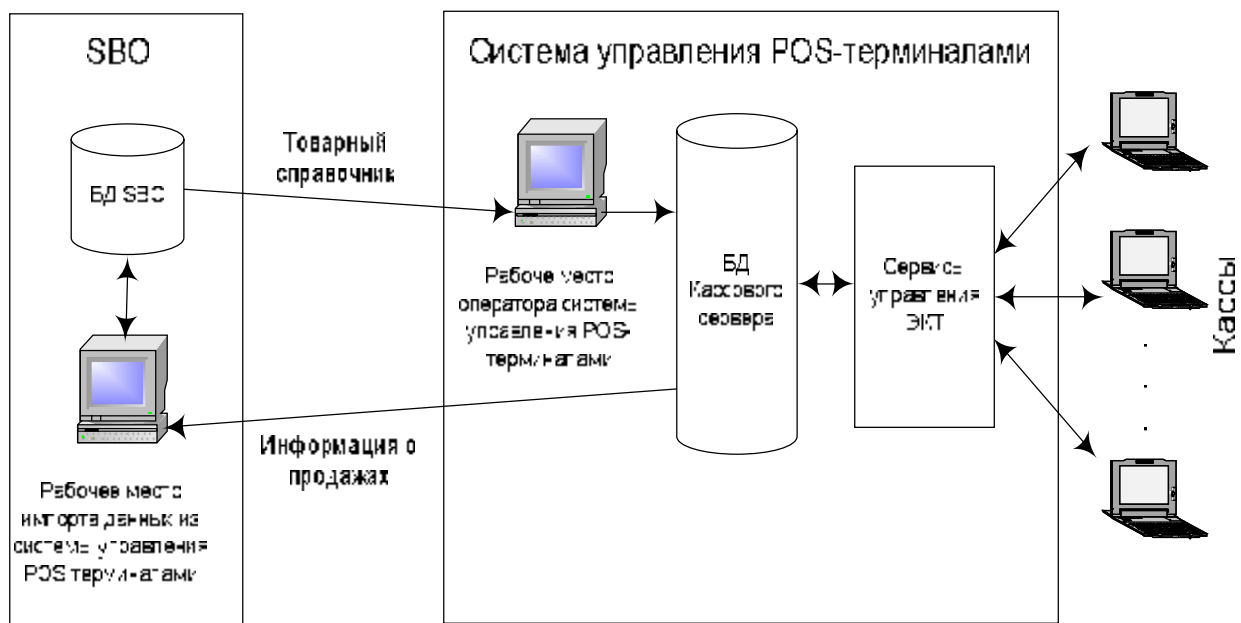 SBO
Система управления POS-терминалами
Товарный
справочник
БД SBO
БД
Кассового
сервера
Сервисы
управления
ЭКТ
Рабоче место
оператора системы
управления POS-
терминалами
Кассы
Информация о
продажах
Рабочее место
импорта данных из
системы управления
POS терминалами